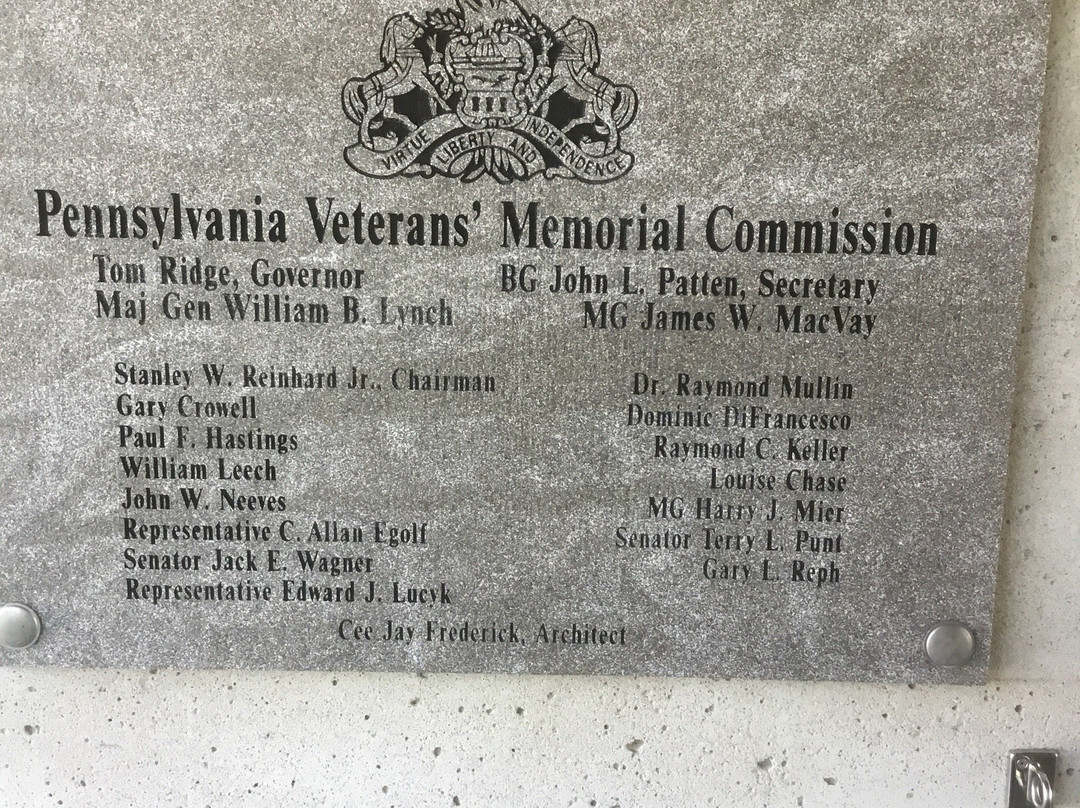 VIRTUE LIBERTY AND INDEPENDENCE
Pennsylvania Veterans' Memorial Commission
Tom Ridge, Governor
BG John L. Patten, Secretary
Maj Gen William B. Lynch
MG James W. MacVay
Stanley W. Reinhard Jr., Chairman
Gary Crowell
Paul F. Hastings
William Leech
John W. Neeves
Representative C. Allan Egolf
Senator Jack E. Wagner
Representative Edward J. Lucyk
Dr. Raymond Mullin
Dominic DiFrancesco
Raymond C. Keller
Louise Chase
MG Harry J. Mier
Senator Terry L. Punt
Gary L. Reph
Cee Jay Frederick, Architect